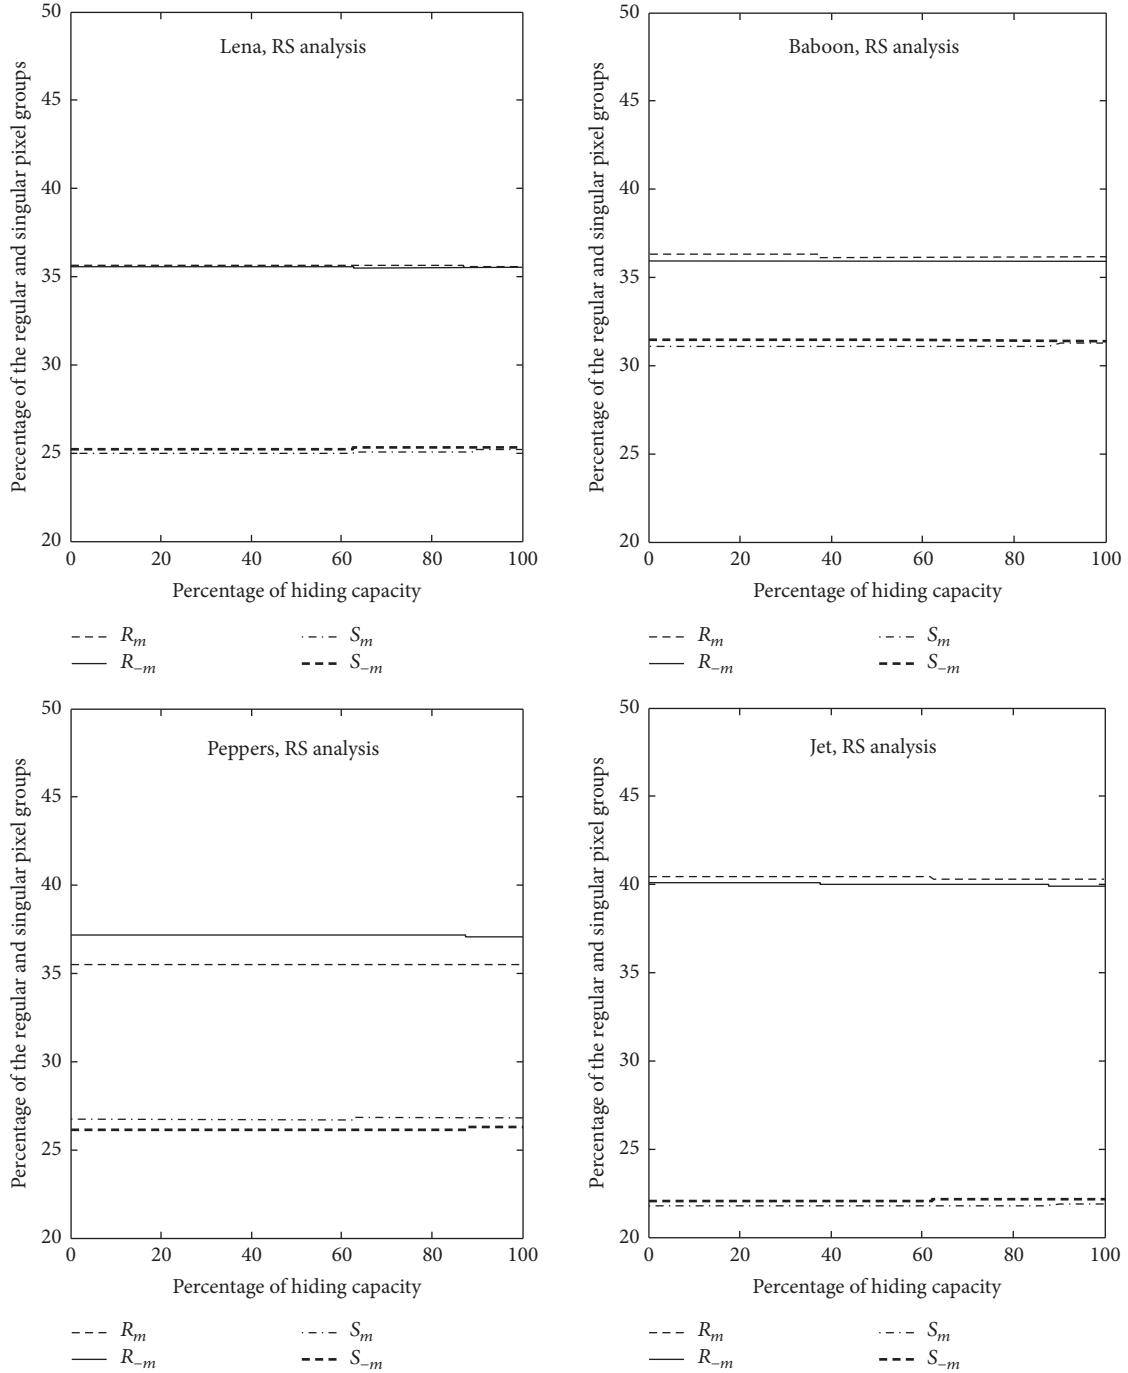 Lena, RS analysis
Percentage of the regular and singular pixel groups
50
45
40
35
30
25
20
0 20 40 60 80 100
Percentage of hiding capacity
R_m S_m
R_−m S_−m
Baboon, RS analysis
Percentage of the regular and singular pixel groups
50
45
40
35
30
25
20
0 20 40 60 80 100
Percentage of hiding capacity
R_m S_m
R_−m S_−m
Peppers, RS analysis
Percentage of the regular and singular pixel groups
50
45
40
35
30
25
20
0 20 40 60 80 100
Percentage of hiding capacity
R_m S_m
R_−m S_−m
Jet, RS analysis
Percentage of the regular and singular pixel groups
50
45
40
35
30
25
20
0 20 40 60 80 100
Percentage of hiding capacity
R_m S_m
R_−m S_−m